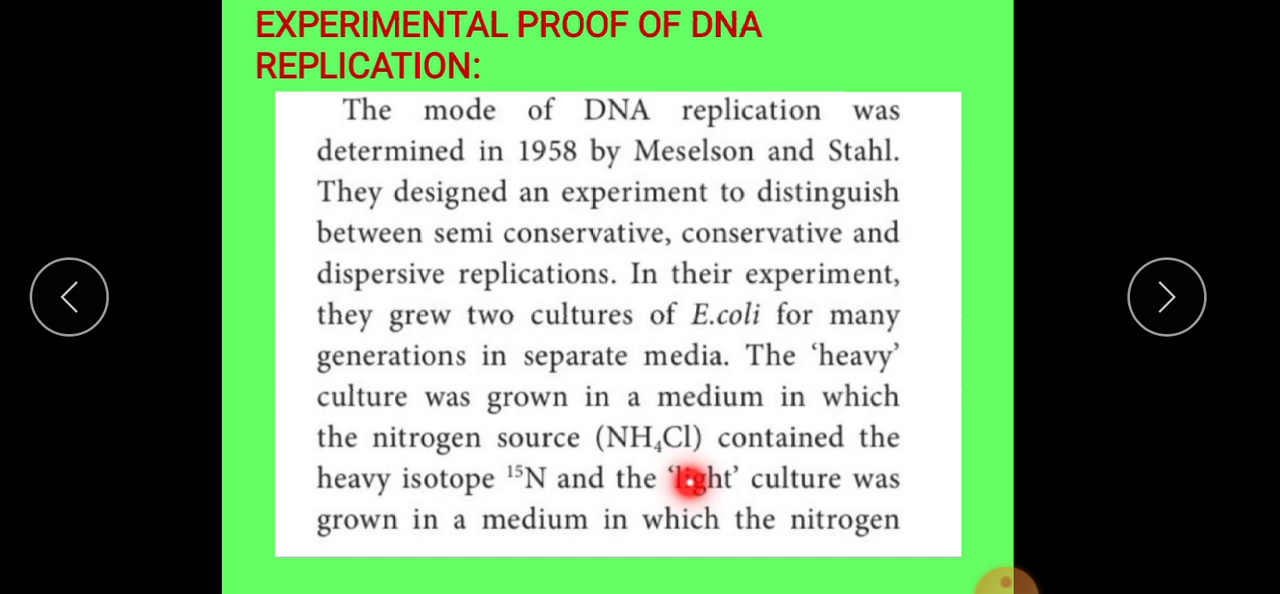 EXPERIMENTAL PROOF OF DNA
REPLICATION:
The mode of DNA replication was
determined in 1958 by Meselson and Stahl.
They designed an experiment to distinguish
between semi conservative, conservative and
dispersive replications. In their experiment,
they grew two cultures of E.coli for many
generations in separate media. The ‘heavy’
culture was grown in a medium in which
the nitrogen source (NH₄Cl) contained the
heavy isotope ¹⁵N and the ‘light’ culture was
grown in a medium in which the nitrogen